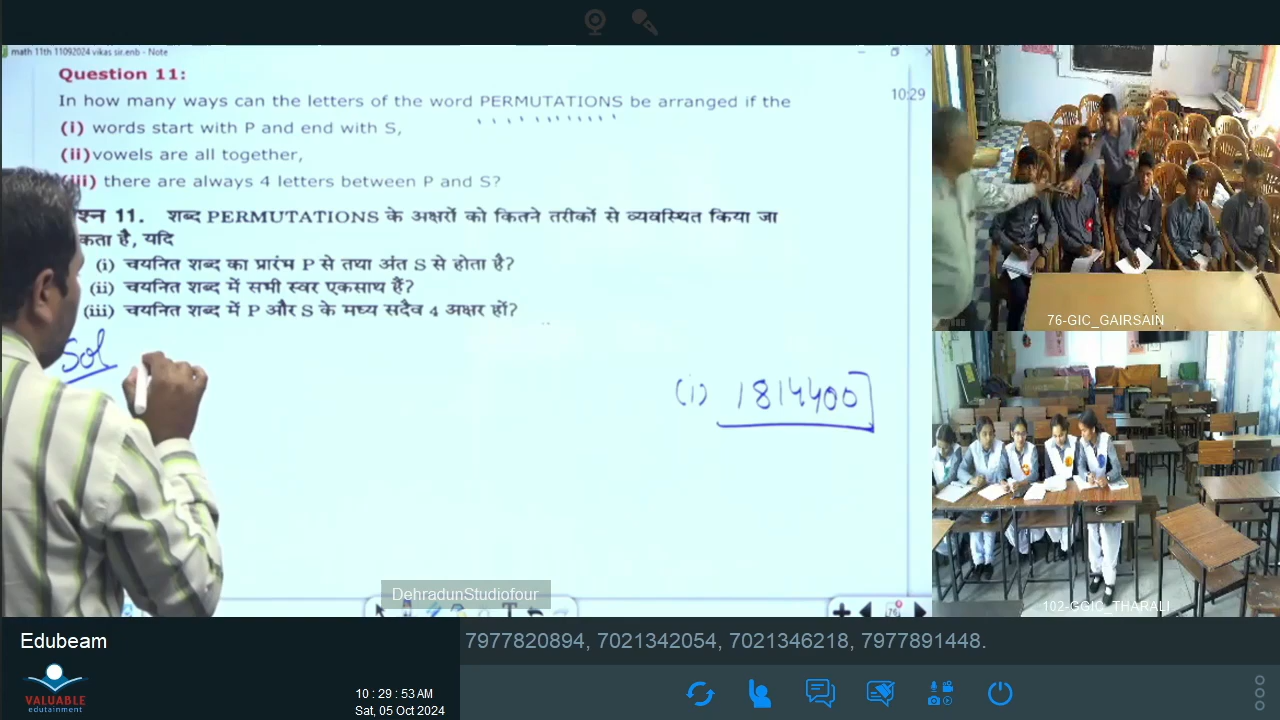 math 11th 11092024 vikas sir.enb - Note
Question 11:
10:29
In how many ways can the letters of the word PERMUTATIONS be arranged if the
(i) words start with P and end with S,
(ii) vowels are all together,
there are always 4 letters between P and S?
11. शब्द PERMUTATIONS के अक्षरों को कितने तरीकों से व्यवस्थित किया जा
है, यदि
(i) चयनित शब्द का प्रारंभ P से तथा अंत S से होता है?
(ii) चयनित शब्द में सभी स्वर एकसाथ हैं?
(iii) चयनित शब्द में P और S के मध्य सदैव 4 अक्षर हों?
Sol
(i) 1814400
DehradunStudiofour
76-GIC_GAIRSAIN
102-GGIC_THARALI
Edubeam
7977820894, 7021342054, 7021346218, 7977891448.
VALUABLE
edutainment
10 : 29 : 53 AM
Sat, 05 Oct 2024